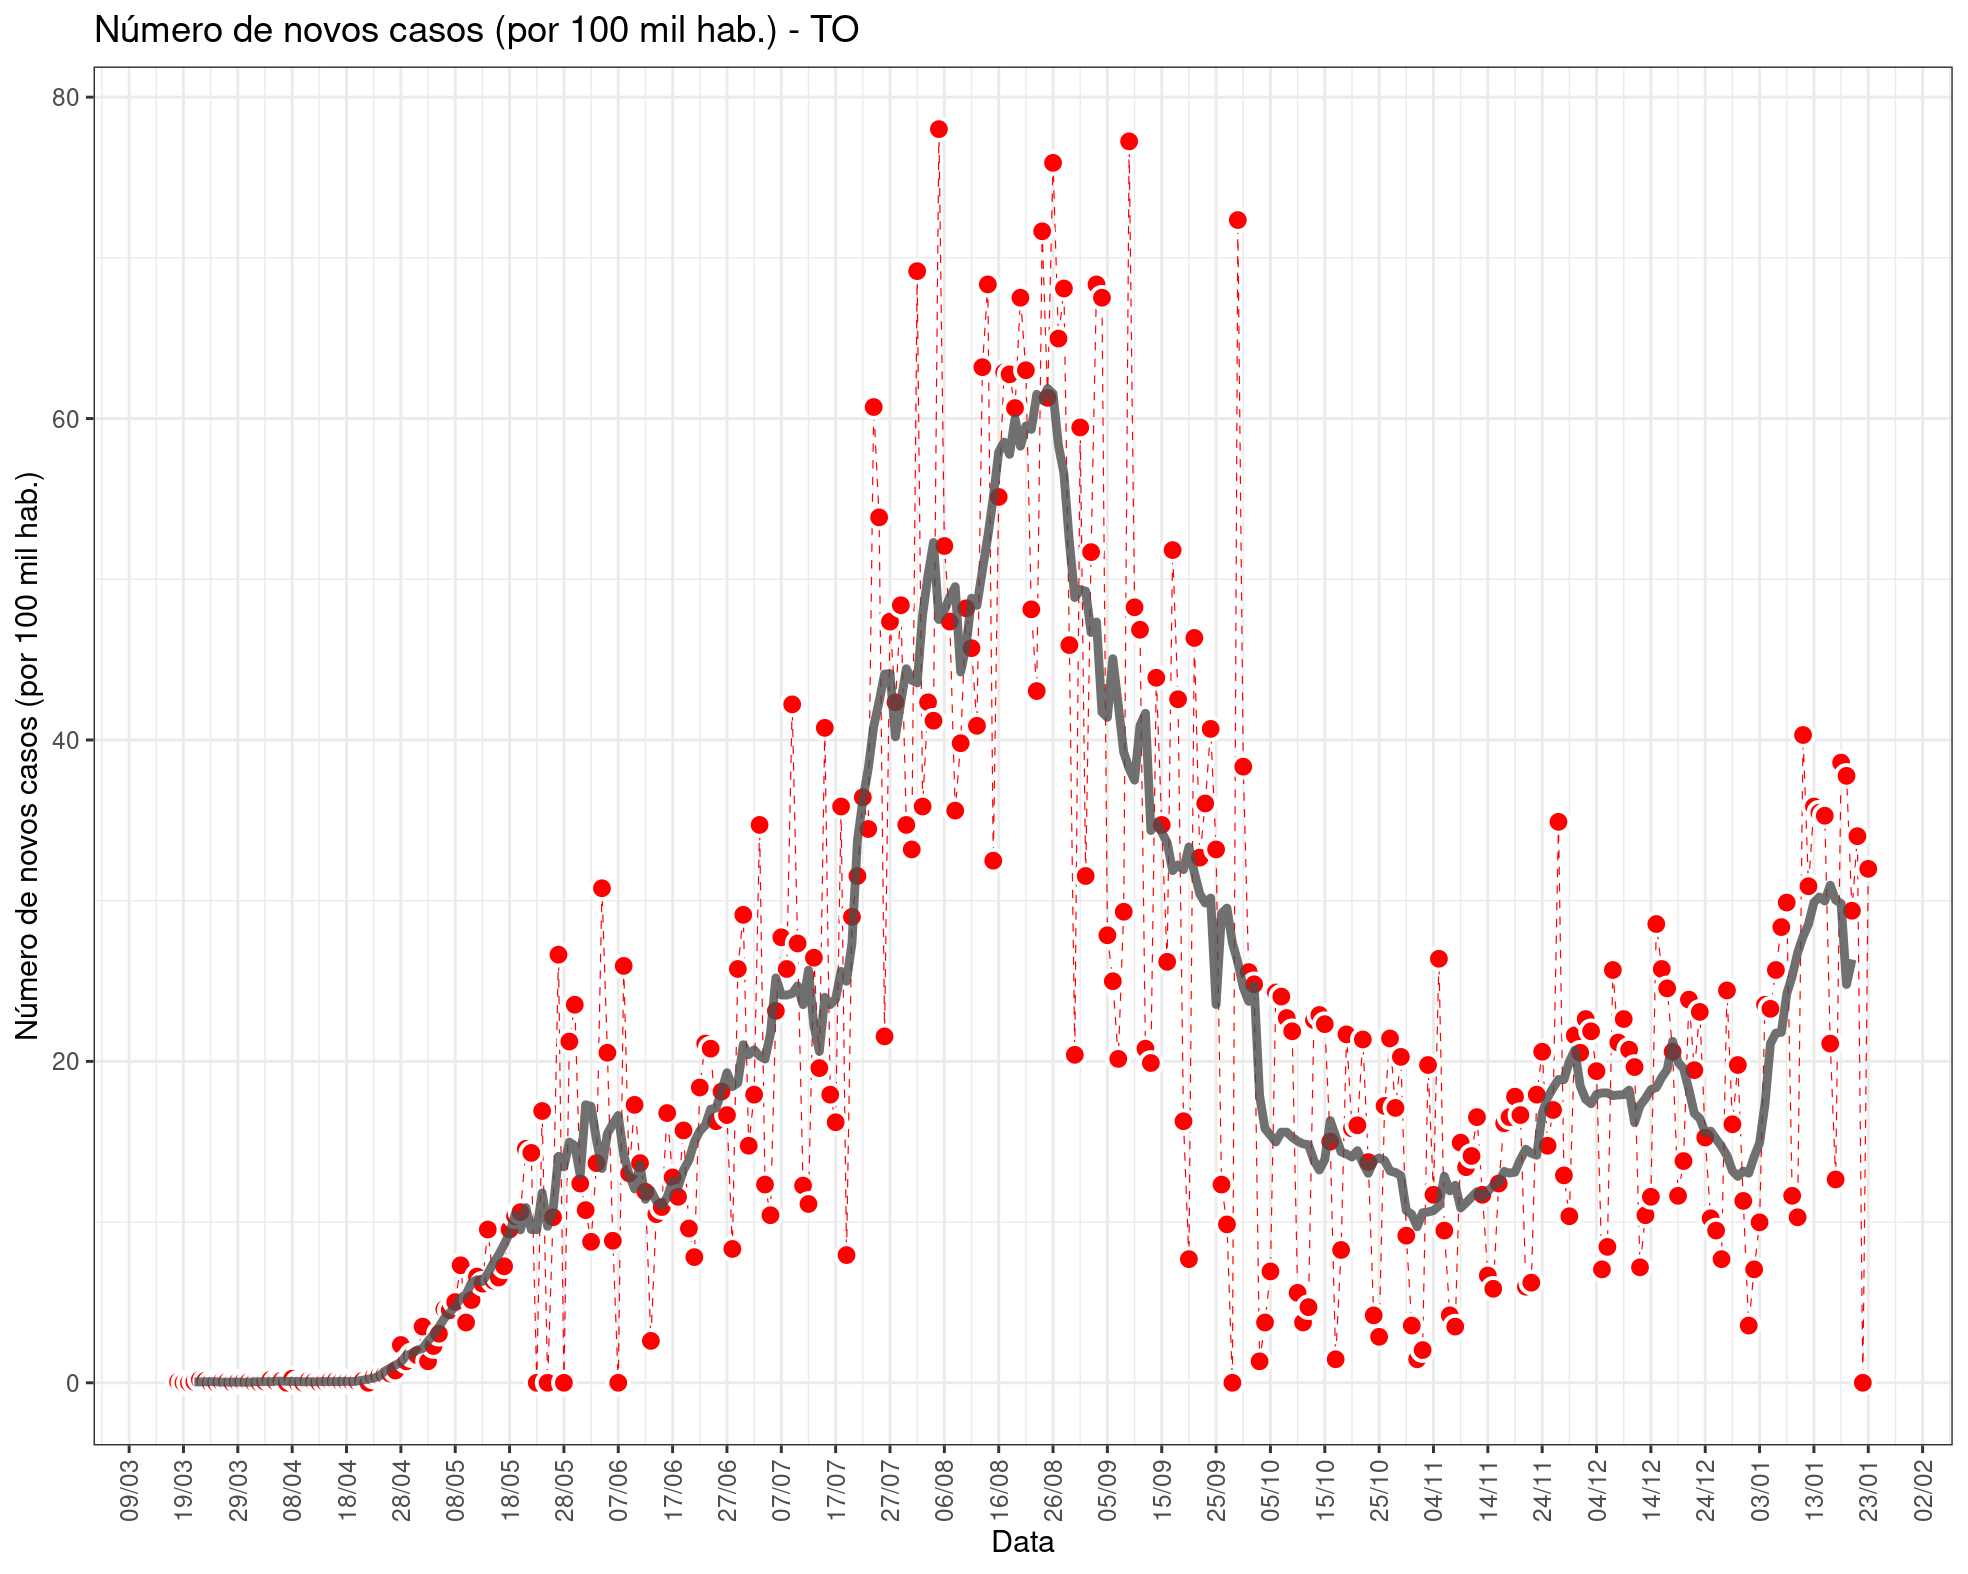 Número de novos casos (por 100 mil hab.) - TO
Número de novos casos (por 100 mil hab.)
80
60
40
20
0
09/03 19/03 29/03 08/04 18/04 28/04 08/05 18/05 28/05 07/06 17/06 27/06 07/07 17/07 27/07 06/08 16/08 26/08 05/09 15/09 25/09 05/10 15/10 25/10 04/11 14/11 24/11 04/12 14/12 24/12 03/01 13/01 23/01 02/02
Data